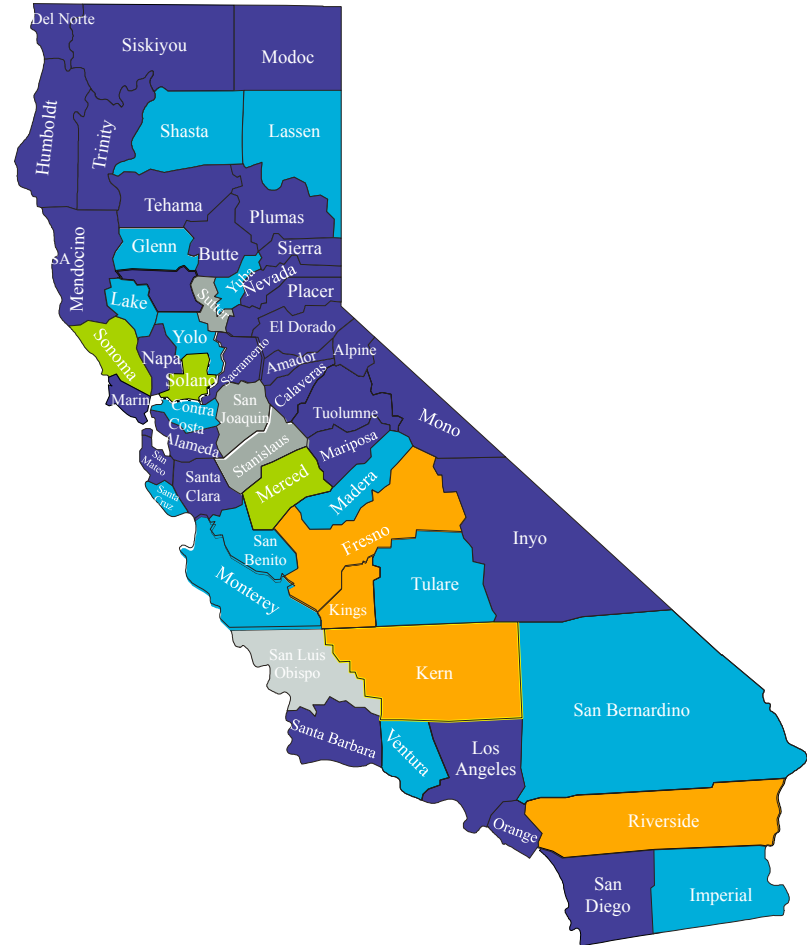 Del Norte
Siskiyou
Modoc
Humboldt
Trinity
Shasta
Lassen
Tehama
Plumas
SA
Mendocino
Glenn
Butte
Sierra
Yuba
Nevada
Lake
Sutter
Placer
Sonoma
Yolo
El Dorado
Napa
Sacramento
Alpine
Solano
Amador
Marin
Contra
Costa
San
Joaquin
Calaveras
Tuolumne
Mono
Alameda
San
Mateo
Santa
Clara
Stanislaus
Mariposa
Santa
Cruz
Merced
Madera
San
Benito
Fresno
Inyo
Monterey
Kings
Tulare
San Luis
Obispo
Kern
San Bernardino
Santa Barbara
Ventura
Los
Angeles
Orange
Riverside
San
Diego
Imperial